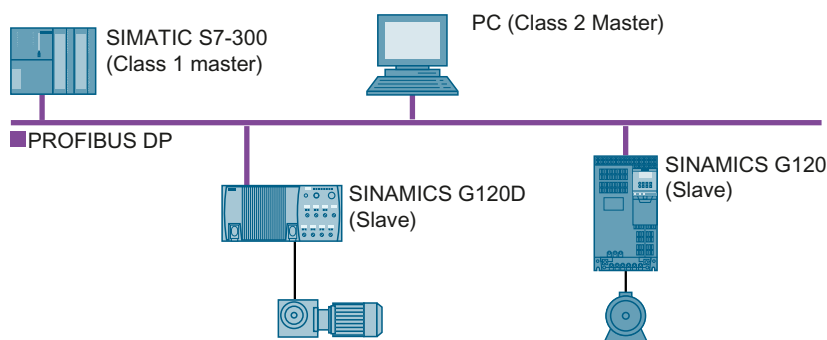 SIMATIC S7-300
(Class 1 master)
PC (Class 2 Master)
PROFIBUS DP
SINAMICS G120D
(Slave)
SINAMICS G120
(Slave)